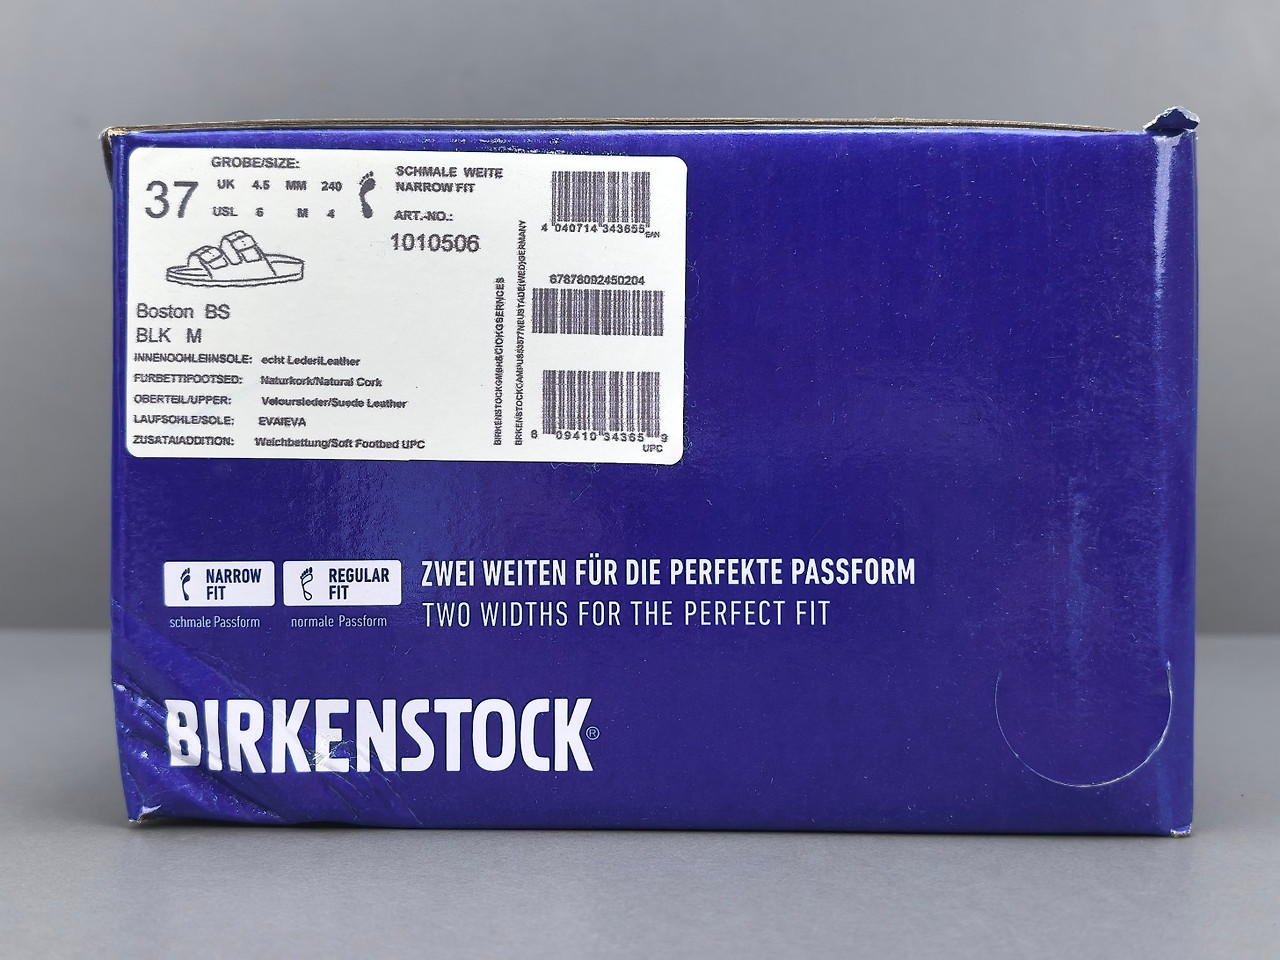 GROBE/SIZE:
37
UK 4.5 MM 240
USL 6 M 4
SCHMALE WEITE
NARROW FIT
ART.-NO.:
1010506
Boston BS
BLK M
INNENOOHLEIINSOLE: echt LederiLeather
FURBETTIFOOTSED: Naturkork/Natural Cork
OBERTEIL/UPPER: Veloursleder/Suede Leather
LAUFSOHLE/SOLE: EVAIEVA
ZUSATAIADDITION: Weichbettung/Soft Footbed UPC
4 040714 343655 EAN
67878092450204
6 09410 34365 9
UPC
NARROW FIT
schmale Passform
REGULAR FIT
normale Passform
ZWEI WEITEN FÜR DIE PERFEKTE PASSFORM
TWO WIDTHS FOR THE PERFECT FIT
BIRKENSTOCK®